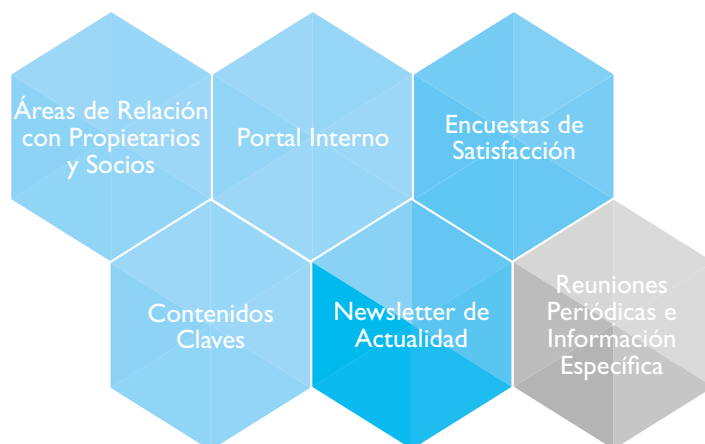 Áreas de Relación
con Propietarios
y Socios
Portal Interno
Encuestas de
Satisfacción
Contenidos
Claves
Newsletter de
Actualidad
Reuniones
Periódicas e
Información
Específica